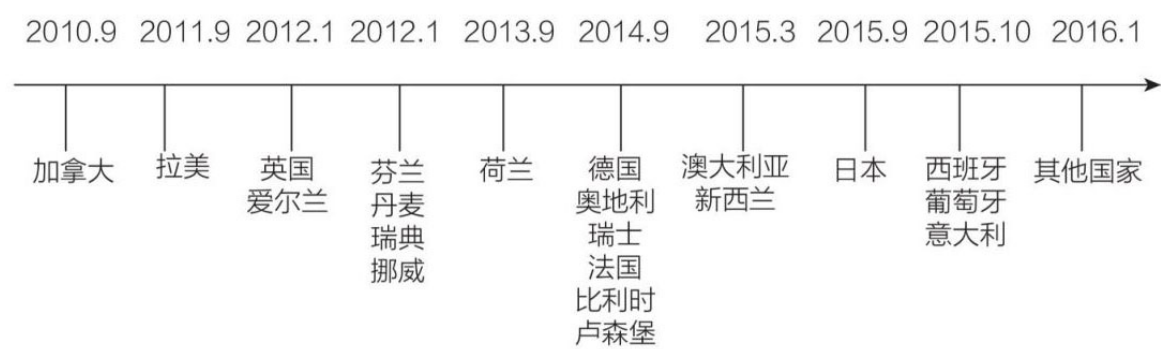 2010.9 2011.9 2012.1 2012.1 2013.9 2014.9 2015.3 2015.9 2015.10 2016.1
加拿大
拉美
英国
爱尔兰
芬兰
丹麦
瑞典
挪威
荷兰
德国
奥地利
瑞士
法国
比利时
卢森堡
澳大利亚
新西兰
日本
西班牙
葡萄牙
意大利
其他国家